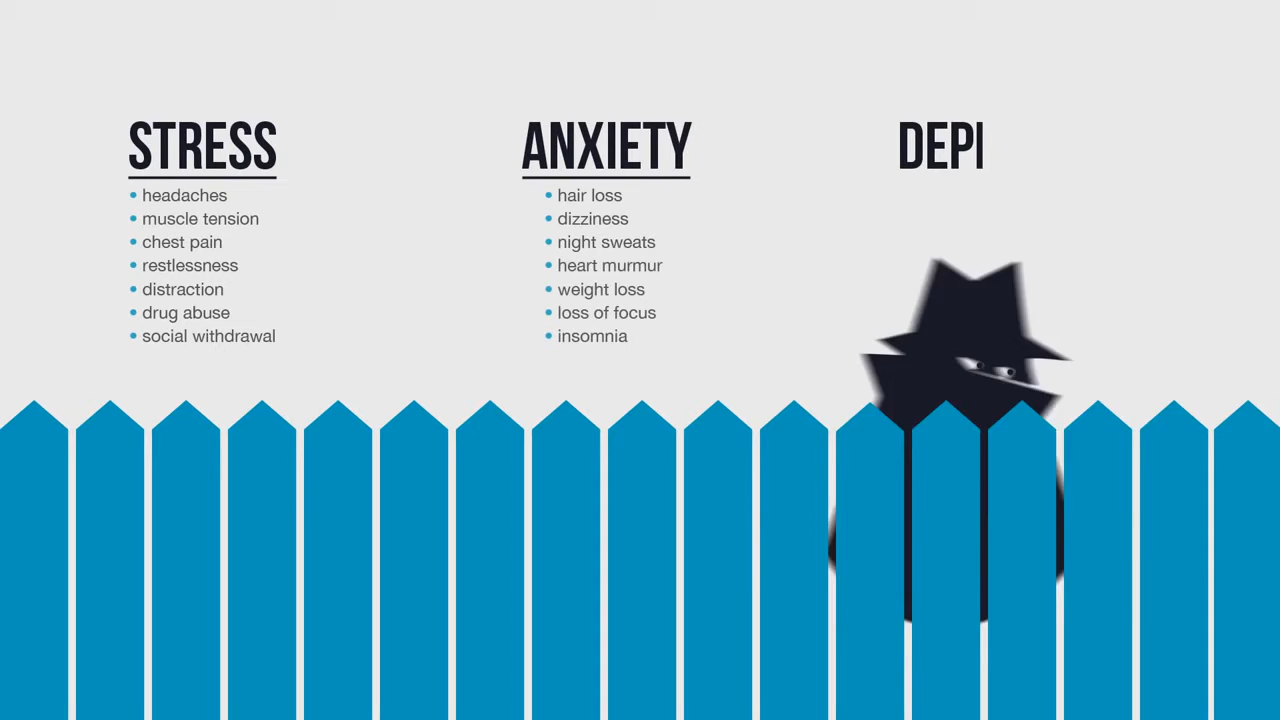 STRESS
• headaches
• muscle tension
• chest pain
• restlessness
• distraction
• drug abuse
• social withdrawal
ANXIETY
• hair loss
• dizziness
• night sweats
• heart murmur
• weight loss
• loss of focus
• insomnia
DEPI